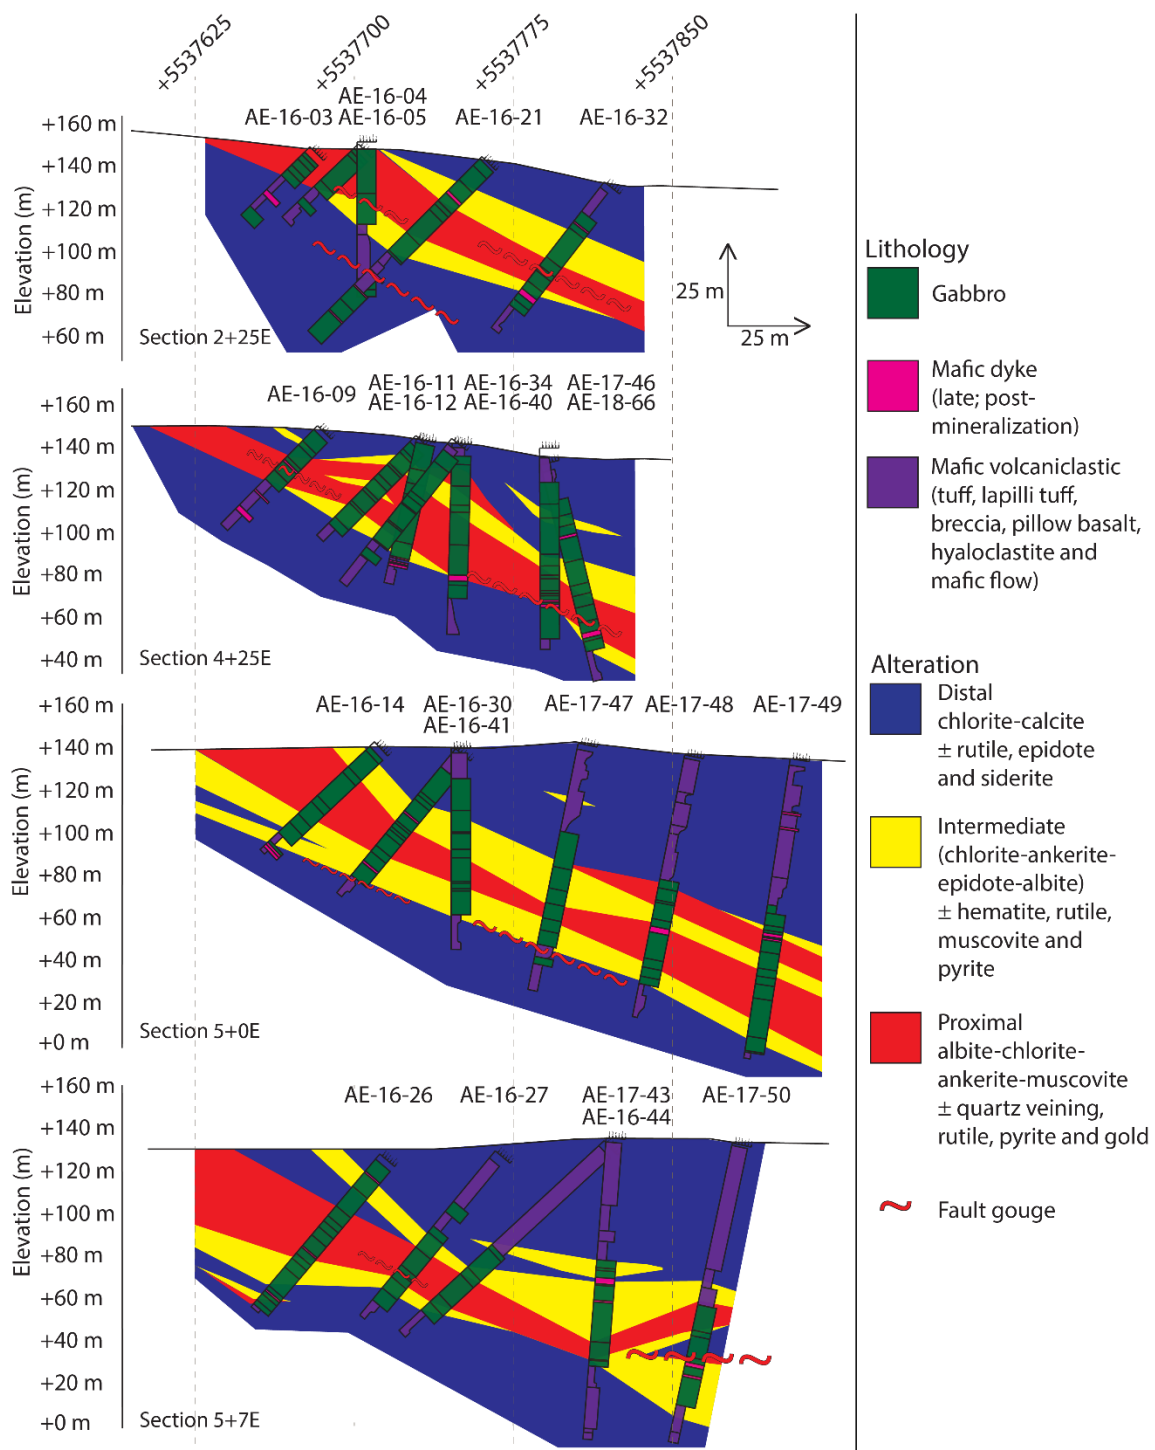 +5537625
+5537700
+5537775
+5537850
AE-16-04
AE-16-03 AE-16-05 AE-16-21 AE-16-32
+160 m
+140 m
+120 m
+100 m
+80 m
+60 m
Elevation (m)
25 m
25 m
Section 2+25E
AE-16-11 AE-16-34 AE-17-46
AE-16-09 AE-16-12 AE-16-40 AE-18-66
+160 m
+140 m
+120 m
+100 m
+80 m
+60 m
+40 m
Elevation (m)
Section 4+25E
AE-16-14 AE-16-30 AE-17-47 AE-17-48 AE-17-49
AE-16-41
+160 m
+140 m
+120 m
+100 m
+80 m
+60 m
+40 m
+20 m
+0 m
Elevation (m)
Section 5+0E
AE-16-26 AE-16-27 AE-17-43 AE-17-50
AE-16-44
+160 m
+140 m
+120 m
+100 m
+80 m
+60 m
+40 m
+20 m
+0 m
Elevation (m)
Section 5+7E
Lithology
Gabbro
Mafic dyke
(late; post-
mineralization)
Mafic volcaniclastic
(tuff, lapilli tuff,
breccia, pillow basalt,
hyaloclastite and
mafic flow)
Alteration
Distal
chlorite-calcite
± rutile, epidote
and siderite
Intermediate
(chlorite-ankerite-
epidote-albite)
± hematite, rutile,
muscovite and
pyrite
Proximal
albite-chlorite-
ankerite-muscovite
± quartz veining,
rutile, pyrite and gold
Fault gouge